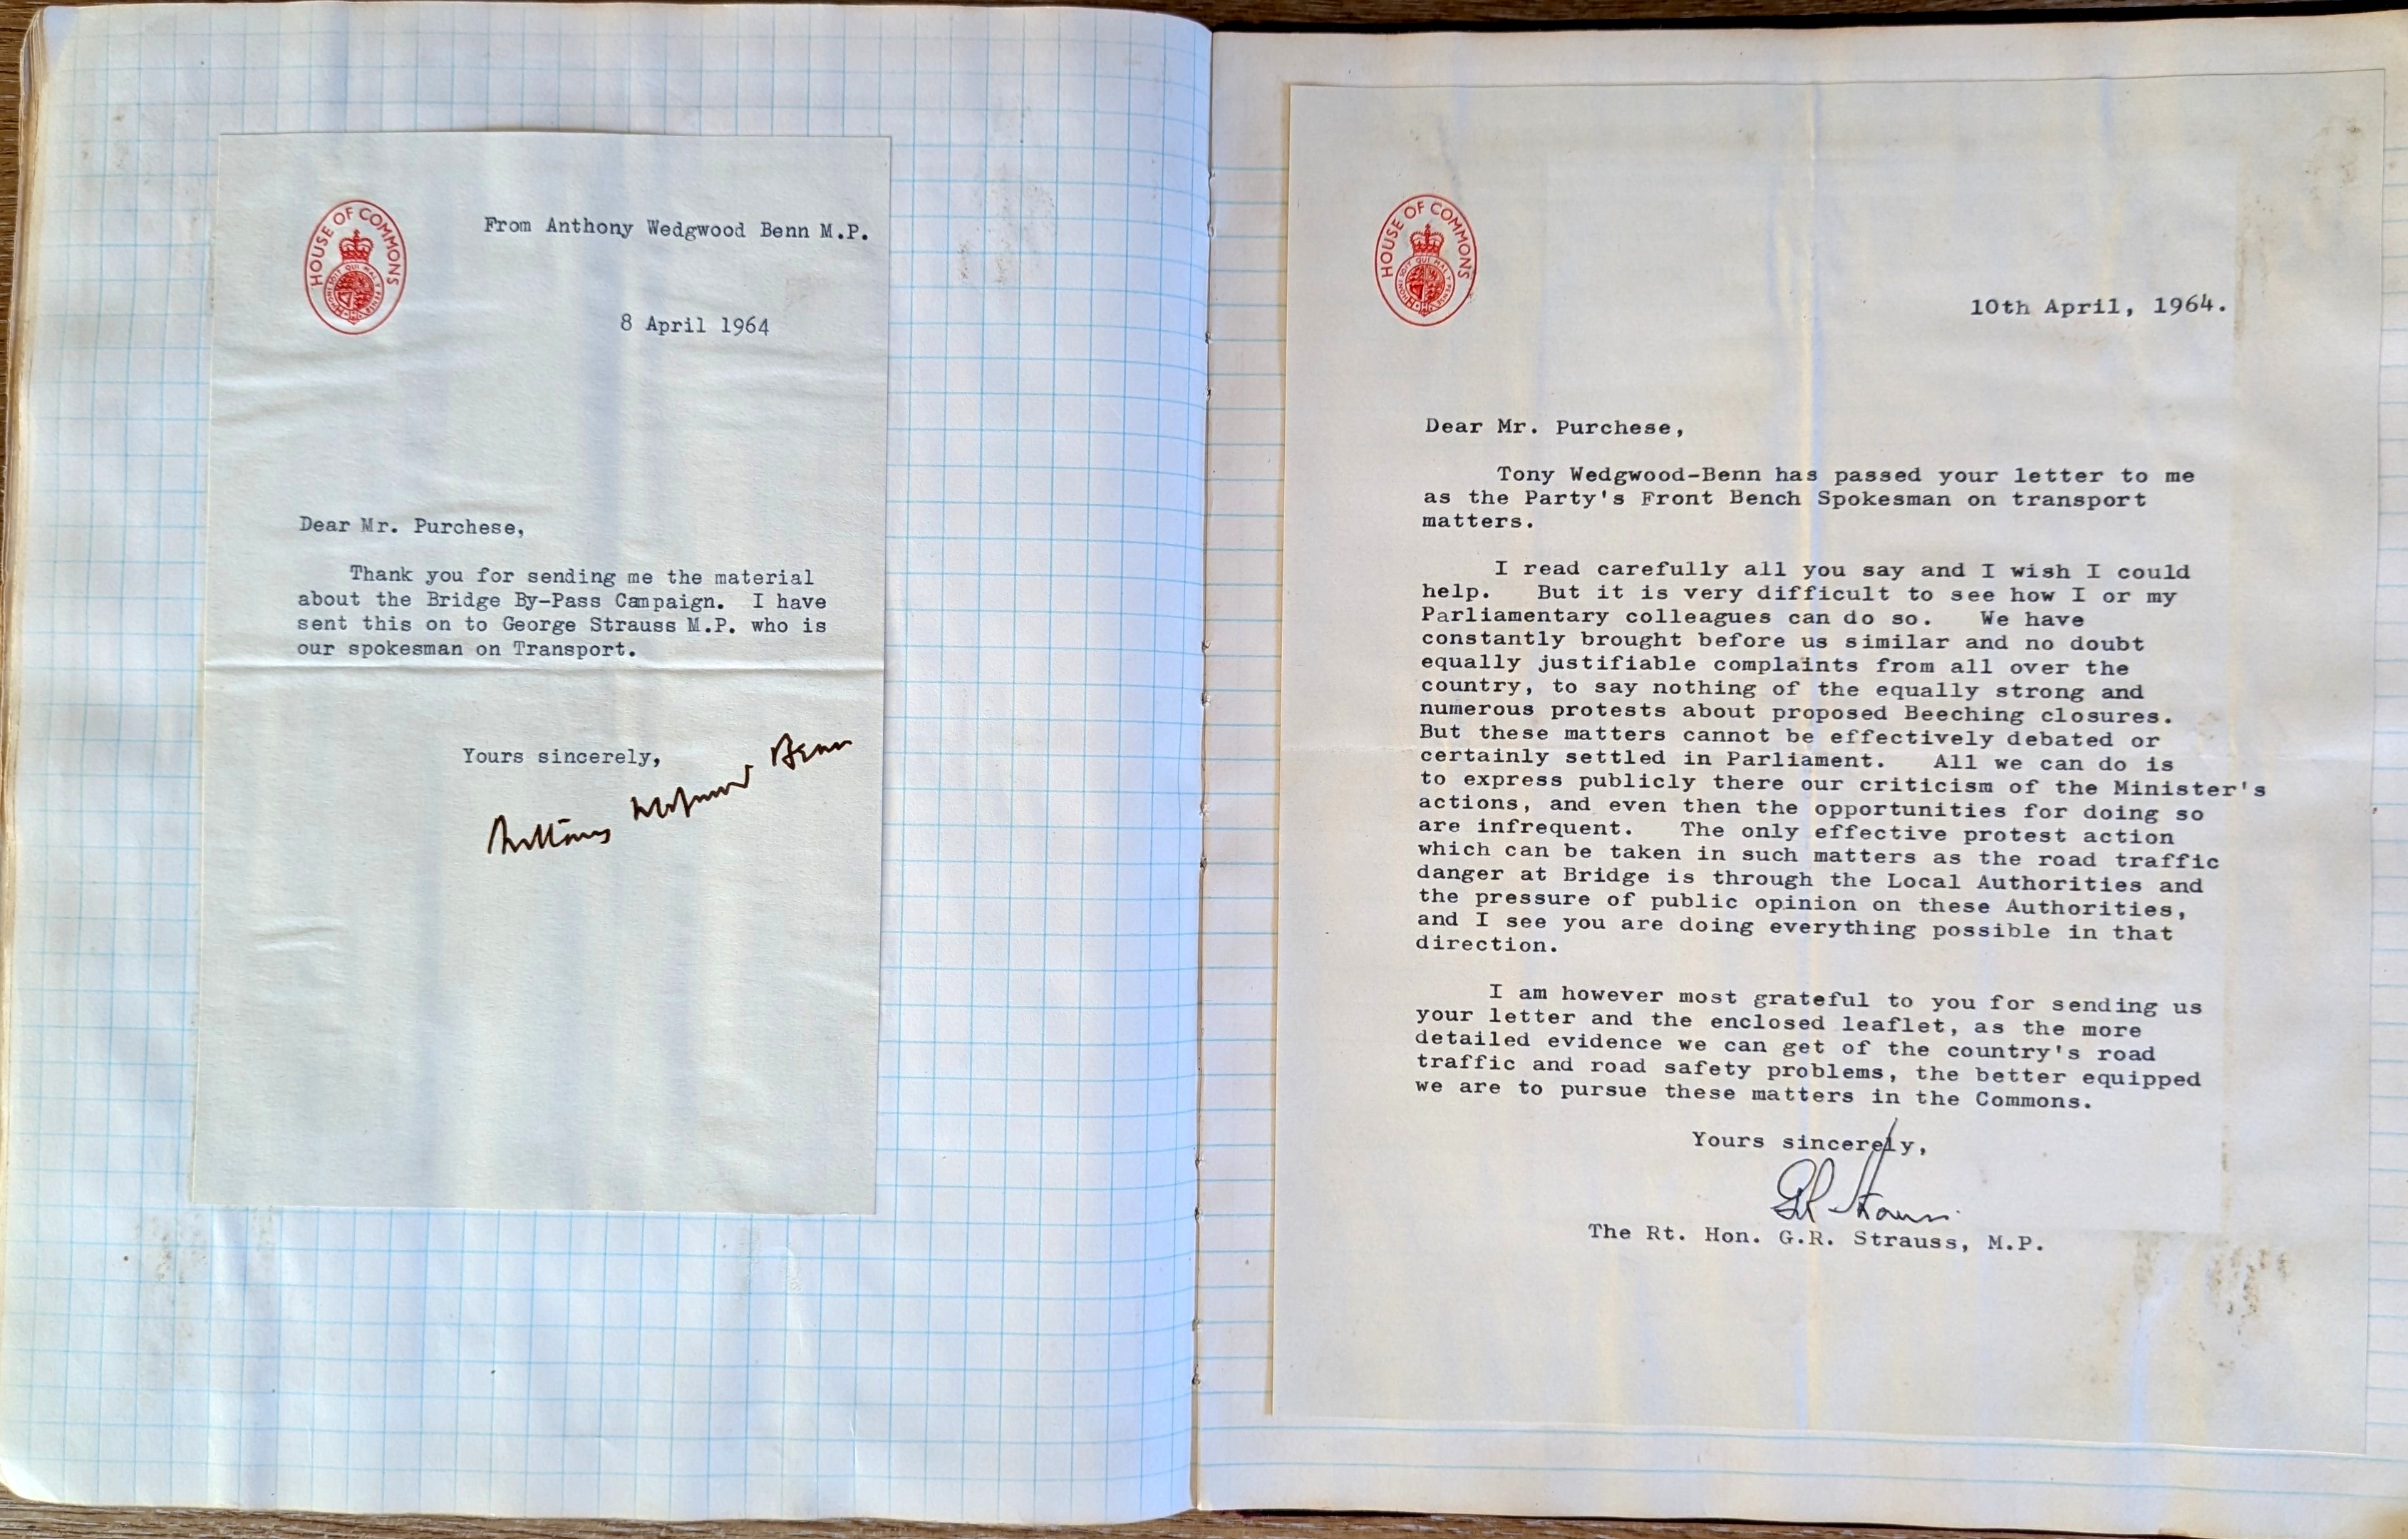 HOUSE OF COMMONS
From Anthony Wedgwood Benn M.P.
8 April 1964
Dear Mr. Purchese,
Thank you for sending me the material
about the Bridge By-Pass Campaign. I have
sent this on to George Strauss M.P. who is
our spokesman on Transport.
Yours sincerely,
Anthony Wedgwood Benn
HOUSE OF COMMONS
10th April, 1964.
Dear Mr. Purchese,
Tony Wedgwood-Benn has passed your letter to me
as the Party's Front Bench Spokesman on transport
matters.
I read carefully all you say and I wish I could
help. But it is very difficult to see how I or my
Parliamentary colleagues can do so. We have
constantly brought before us similar and no doubt
equally justifiable complaints from all over the
country, to say nothing of the equally strong and
numerous protests about proposed Beeching closures.
But these matters cannot be effectively debated or
certainly settled in Parliament. All we can do is
to express publicly there our criticism of the Minister's
actions, and even then the opportunities for doing so
are infrequent. The only effective protest action
which can be taken in such matters as the road traffic
danger at Bridge is through the Local Authorities and
the pressure of public opinion on these Authorities,
and I see you are doing everything possible in that
direction.
I am however most grateful to you for sending us
your letter and the enclosed leaflet, as the more
detailed evidence we can get of the country's road
traffic and road safety problems, the better equipped
we are to pursue these matters in the Commons.
Yours sincerely,
GR Strauss
The Rt. Hon. G.R. Strauss, M.P.